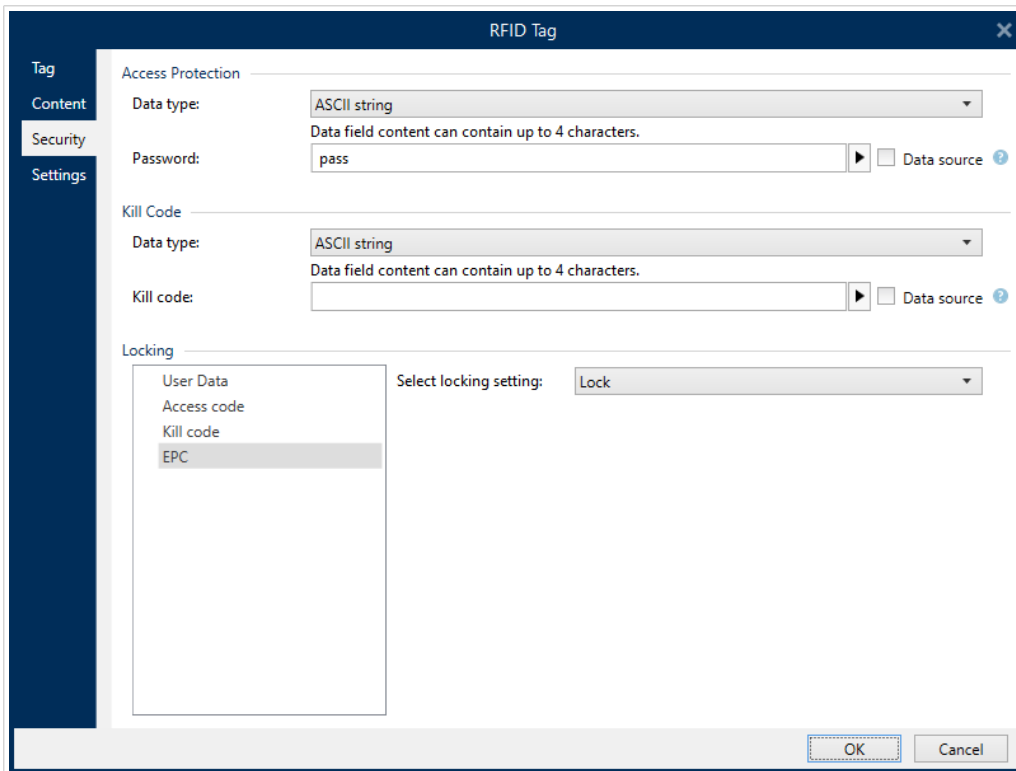 RFID Tag
Tag
Content
Security
Settings
Access Protection
Data type: ASCII string
Data field content can contain up to 4 characters.
Password: pass Data source ?
Kill Code
Data type: ASCII string
Data field content can contain up to 4 characters.
Kill code: Data source ?
Locking
User Data
Access code
Kill code
EPC
Select locking setting: Lock
OK Cancel